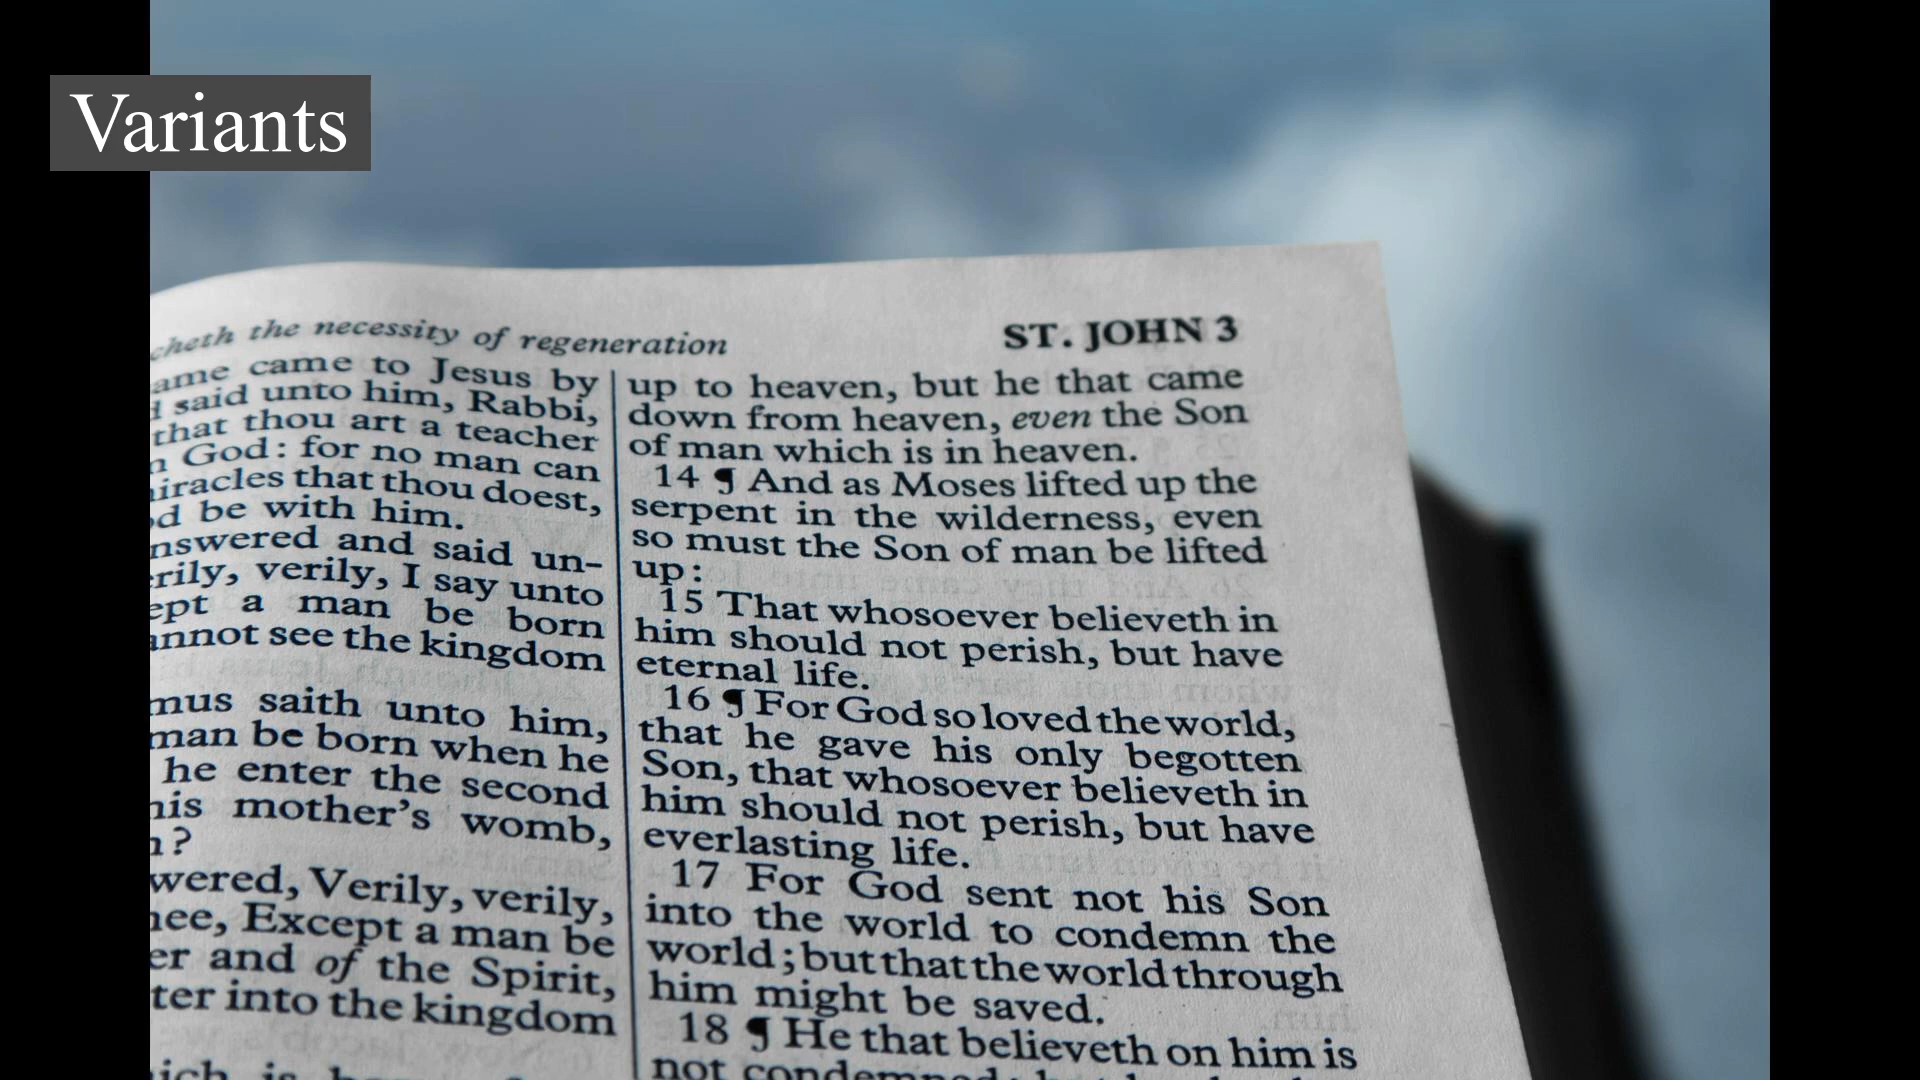 Variants
cheth the necessity of regeneration
ST. JOHN 3
ame came to Jesus by
said unto him, Rabbi,
that thou art a teacher
n God: for no man can
iracles that thou doest,
d be with him.
nswered and said un-
rily, verily, I say unto
ept a man be born
annot see the kingdom
mus saith unto him,
man be born when he
he enter the second
his mother's womb,
n?
wered, Verily, verily,
hee, Except a man be
er and of the Spirit,
ter into the kingdom
up to heaven, but he that came
down from heaven, even the Son
of man which is in heaven.
14 ¶ And as Moses lifted up the
serpent in the wilderness, even
so must the Son of man be lifted
up:
15 That whosoever believeth in
him should not perish, but have
eternal life.
16 ¶ For God so loved the world,
that he gave his only begotten
Son, that whosoever believeth in
him should not perish, but have
everlasting life.
17 For God sent not his Son
into the world to condemn the
world; but that the world through
him might be saved.
18 ¶ He that believeth on him is
not condemned: